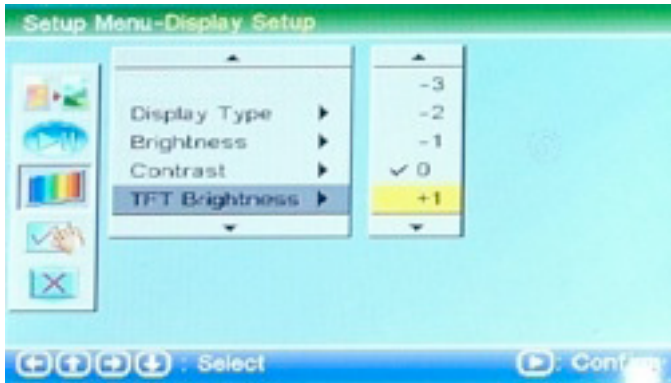 Setup Menu-Display Setup
Display Type
Brightness
Contrast
TFT Brightness
-3
-2
-1
✓ 0
+1
: Select
: Confirm